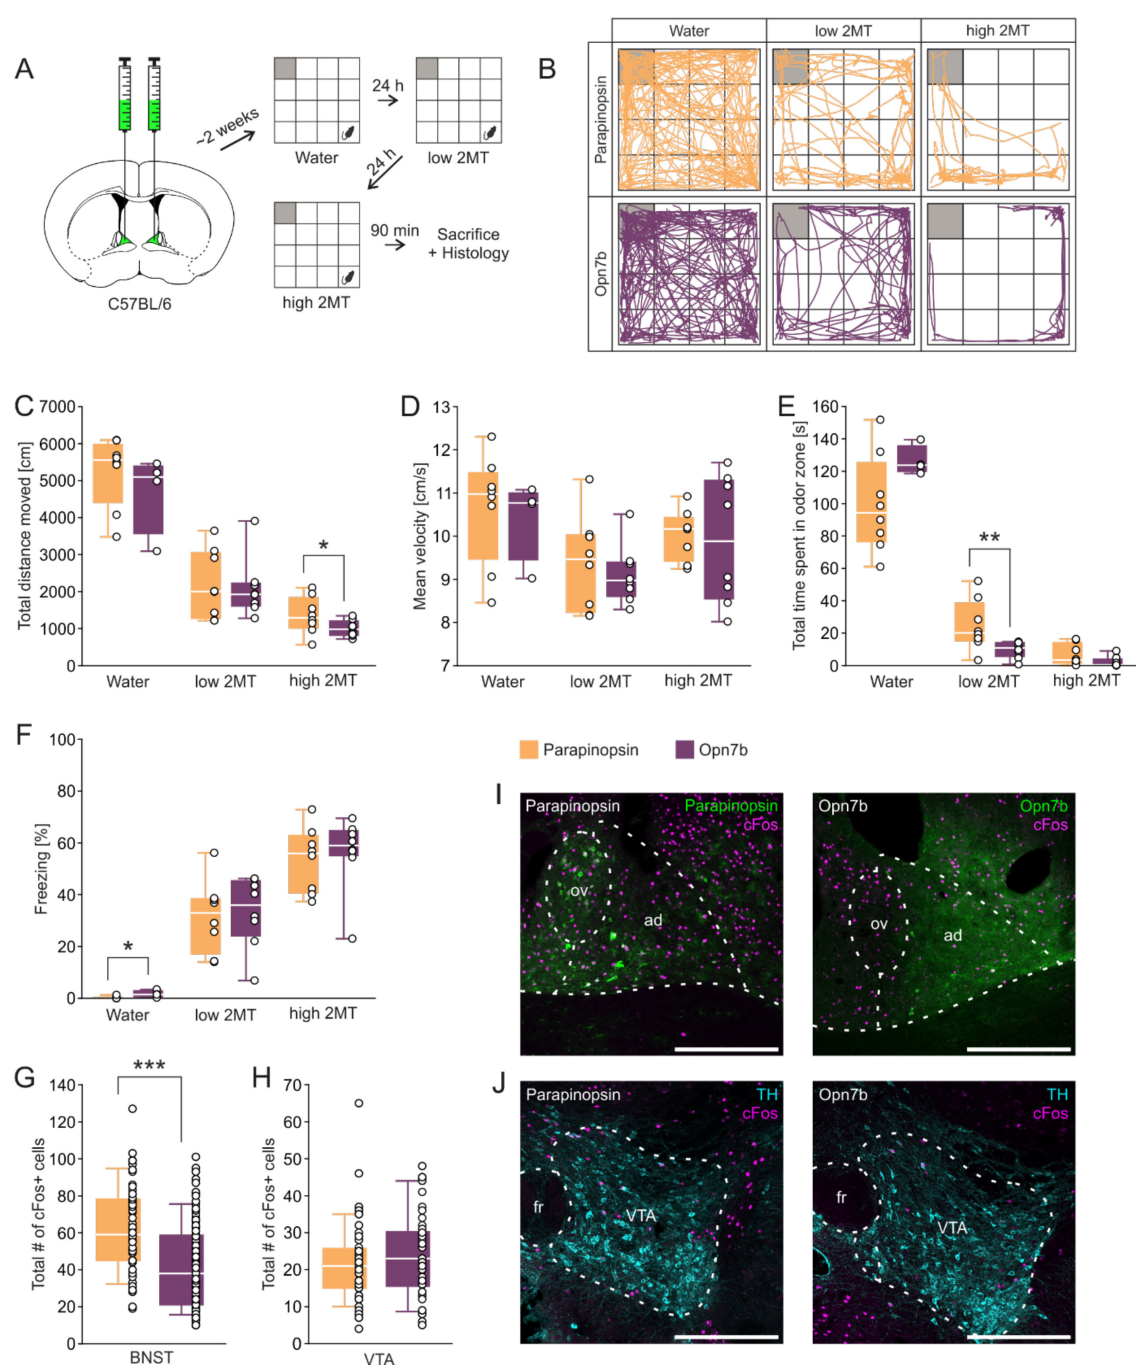 A
~2 weeks
24 h
Water
low 2MT
24 h
90 min
Sacrifice
+ Histology
high 2MT
C57BL/6
B
Water
low 2MT
high 2MT
Parapinopsin
Opn7b
C
Total distance moved [cm]
7000
6000
5000
4000
3000
2000
1000
0
*
Water
low 2MT
high 2MT
D
Mean velocity [cm/s]
13
12
11
10
9
8
7
Water
low 2MT
high 2MT
E
Total time spent in odor zone [s]
160
140
120
100
80
60
40
20
0
**
Water
low 2MT
high 2MT
F
Freezing [%]
100
80
60
40
20
0
*
Water
low 2MT
high 2MT
Parapinopsin
Opn7b
G
Total # of cFos+ cells
140
120
100
80
60
40
20
0
***
BNST
H
Total # of cFos+ cells
70
60
50
40
30
20
10
0
VTA
I
Parapinopsin
Parapinopsin
cFos
ov
ad
Opn7b
Opn7b
cFos
ov
ad
J
Parapinopsin
TH
cFos
fr
VTA
Opn7b
TH
cFos
fr
VTA